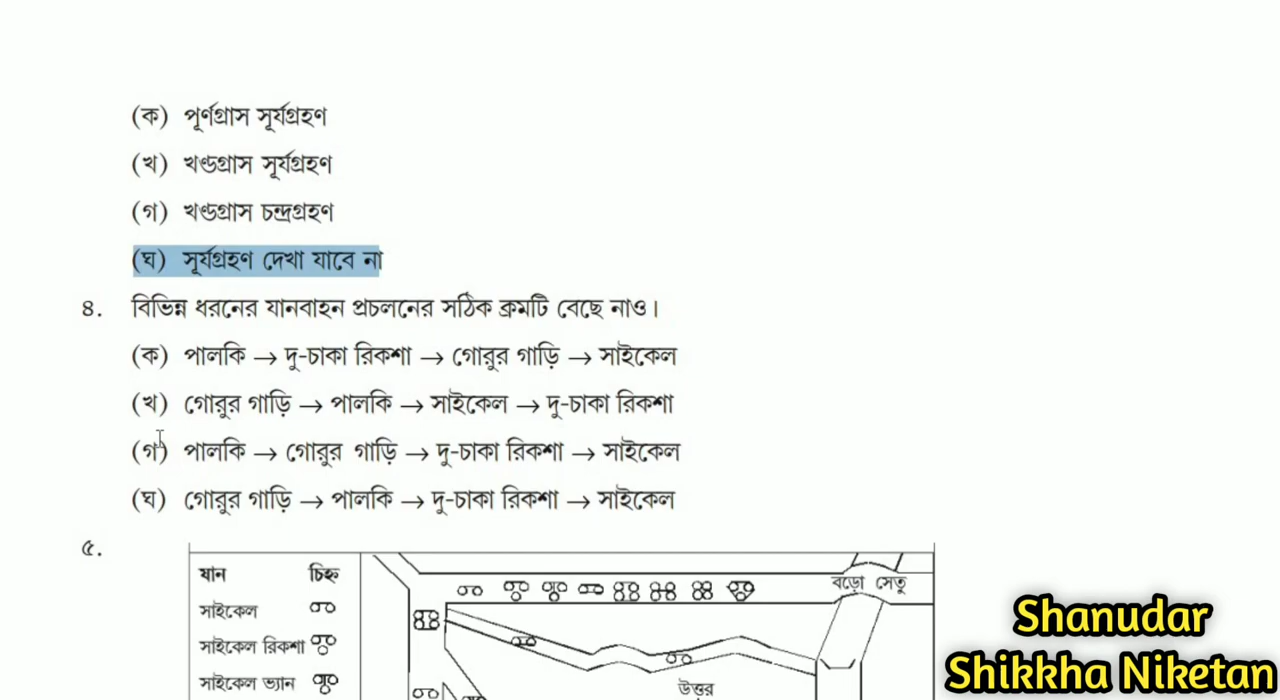 (ক) পূর্ণগ্রাস সূর্যগ্রহণ
(খ) খণ্ডগ্রাস সূর্যগ্রহণ
(গ) খণ্ডগ্রাস চন্দ্রগ্রহণ
(ঘ) সূর্যগ্রহণ দেখা যাবে না
৪. বিভিন্ন ধরনের যানবাহন প্রচলনের সঠিক ক্রমটি বেছে নাও।
(ক) পালকি → দু-চাকা রিকশা → গোরুর গাড়ি → সাইকেল
(খ) গোরুর গাড়ি → পালকি → সাইকেল → দু-চাকা রিকশা
(গ) পালকি → গোরুর গাড়ি → দু-চাকা রিকশা → সাইকেল
(ঘ) গোরুর গাড়ি → পালকি → দু-চাকা রিকশা → সাইকেল
৫.
যান চিহ্ন
সাইকেল
সাইকেল রিকশা
সাইকেল ভ্যান
বড়ো সেতু
উত্তর
Shanudar
Shikkha Niketan